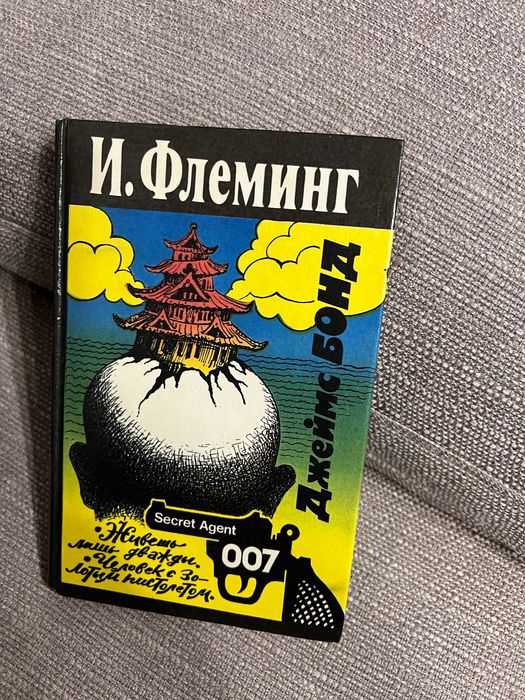 И. Флеминг
Джеймс БОНД
Secret Agent
007
• Живешь
лишь дважды.
• Человек с зо-
лотым пистолетом.